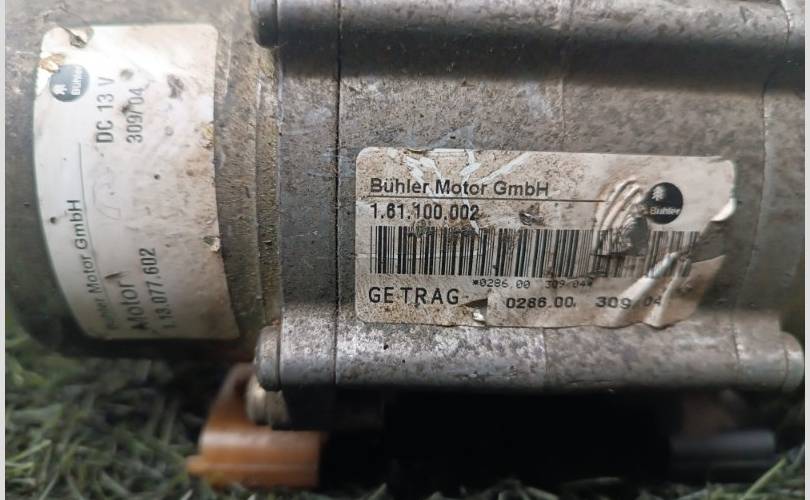 Bühler
DC 13 V
309/04
Bühler Motor GmbH
Motor
1.13.077.602
Bühler Motor GmbH
1.61.100.002
Bühler
*0286.00 309/04*
GETRAG 0286.00 309/04